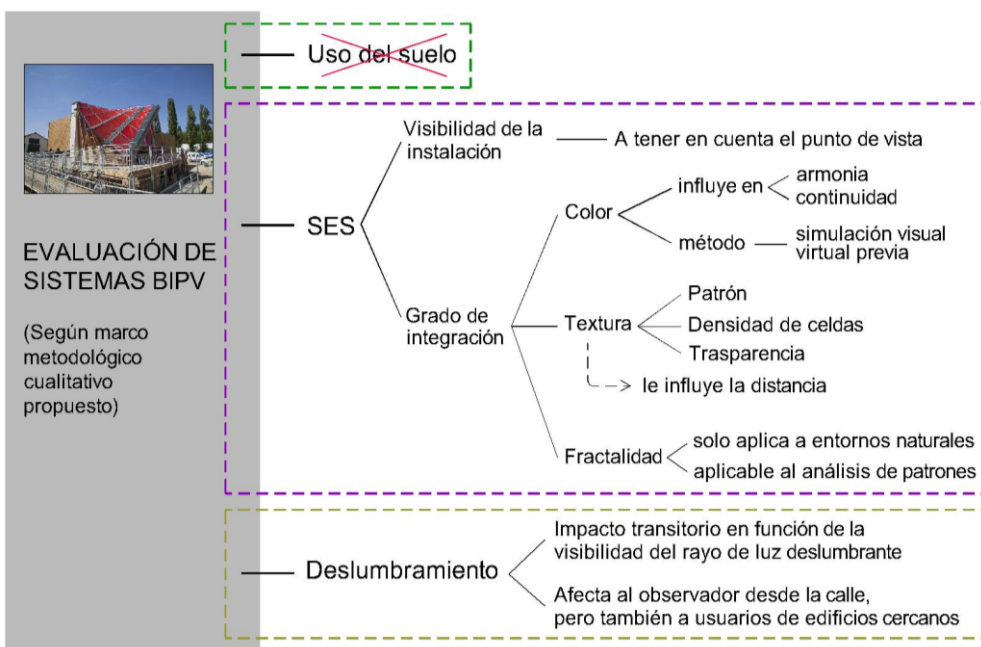 EVALUACIÓN DE
SISTEMAS BIPV
(Según marco
metodológico
cualitativo
propuesto)
Uso del suelo
SES
Visibilidad de la
instalación
A tener en cuenta el punto de vista
Grado de
integración
Color
influye en
armonia
continuidad
método
simulación visual
virtual previa
Textura
Patrón
Densidad de celdas
Trasparencia
le influye la distancia
Fractalidad
solo aplica a entornos naturales
aplicable al análisis de patrones
Deslumbramiento
Impacto transitorio en función de la
visibilidad del rayo de luz deslumbrante
Afecta al observador desde la calle,
pero también a usuarios de edificios cercanos